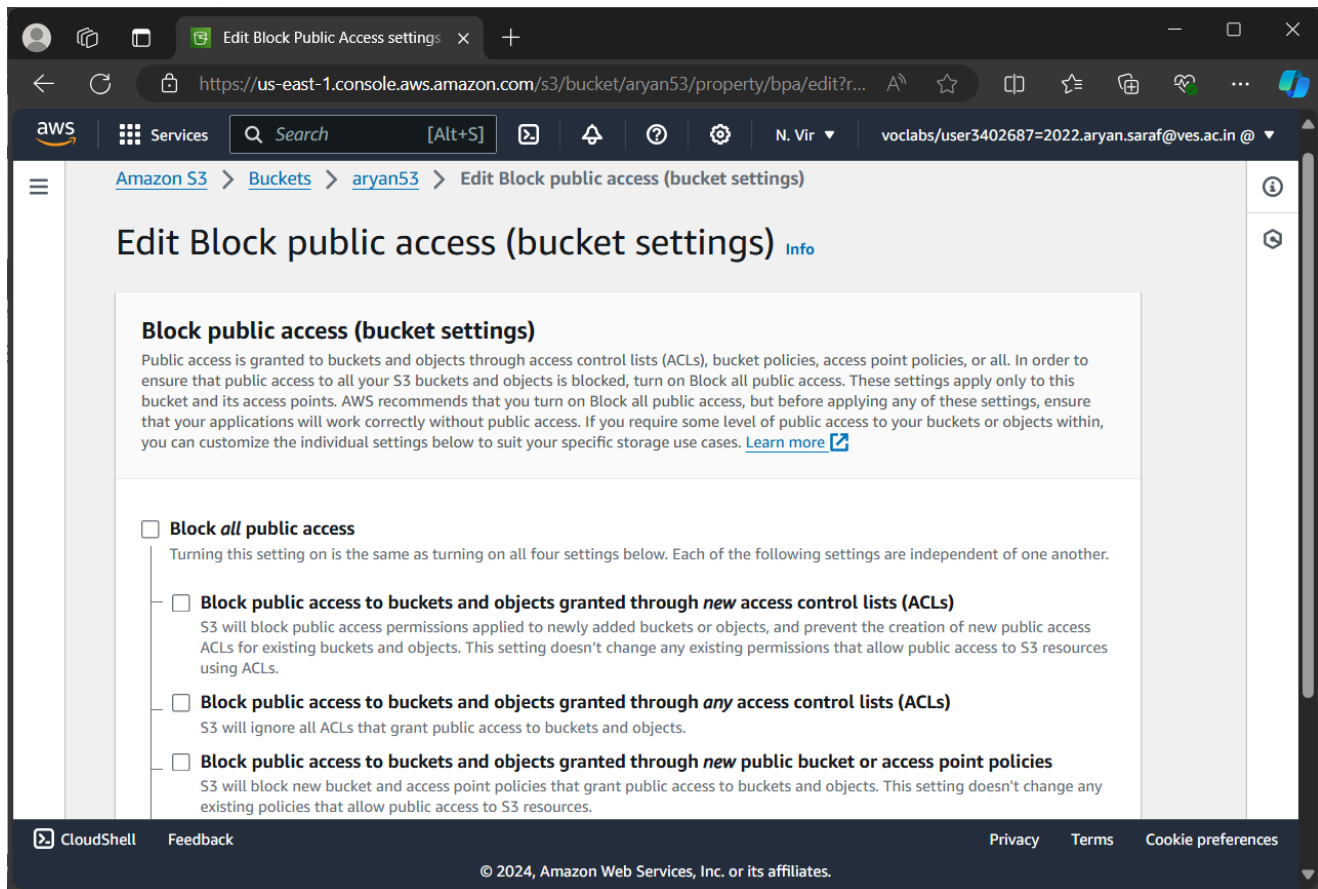 Edit Block Public Access settings
https://us-east-1.console.aws.amazon.com/s3/bucket/aryan53/property/bpa/edit?r...
aws
Services
Search
[Alt+S]
N. Vir
voclabs/user3402687=2022.aryan.saraf@ves.ac.in @
Amazon S3 > Buckets > aryan53 > Edit Block public access (bucket settings)
Edit Block public access (bucket settings) Info
Block public access (bucket settings)
Public access is granted to buckets and objects through access control lists (ACLs), bucket policies, access point policies, or all. In order to
ensure that public access to all your S3 buckets and objects is blocked, turn on Block all public access. These settings apply only to this
bucket and its access points. AWS recommends that you turn on Block all public access, but before applying any of these settings, ensure
that your applications will work correctly without public access. If you require some level of public access to your buckets or objects within,
you can customize the individual settings below to suit your specific storage use cases. Learn more
Block all public access
Turning this setting on is the same as turning on all four settings below. Each of the following settings are independent of one another.
Block public access to buckets and objects granted through new access control lists (ACLs)
S3 will block public access permissions applied to newly added buckets or objects, and prevent the creation of new public access
ACLs for existing buckets and objects. This setting doesn't change any existing permissions that allow public access to S3 resources
using ACLs.
Block public access to buckets and objects granted through any access control lists (ACLs)
S3 will ignore all ACLs that grant public access to buckets and objects.
Block public access to buckets and objects granted through new public bucket or access point policies
S3 will block new bucket and access point policies that grant public access to buckets and objects. This setting doesn't change any
existing policies that allow public access to S3 resources.
CloudShell
Feedback
Privacy
Terms
Cookie preferences
© 2024, Amazon Web Services, Inc. or its affiliates.